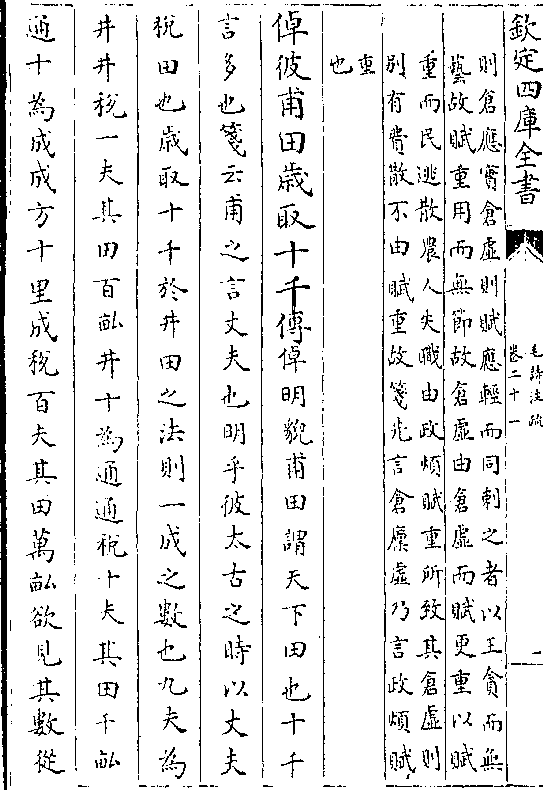 欽定四庫全書
毛詩注疏
卷二十一
一
則倉應實倉虛則賦應輕而同刺之者以王貪而無
藝故賦重用而無節故倉虛由倉虛而賦更重以賦
重而民逃散農人失職由政煩賦重所致其倉虛則
別有費散不由賦重故箋兆言倉廩虛乃言政煩賦
重
也
倬彼甫田歲取十千傳倬明貌甫田謂天下田也十千
言多也箋云甫之言丈夫也明乎彼太古之時以丈夫
稅田也歲取十千於井田之法則一成之數也九夫為
井井稅一夫其田百畝井十為通通稅十夫其田千畝
通十為成成方十里成稅百夫其田萬畝欲見其數從